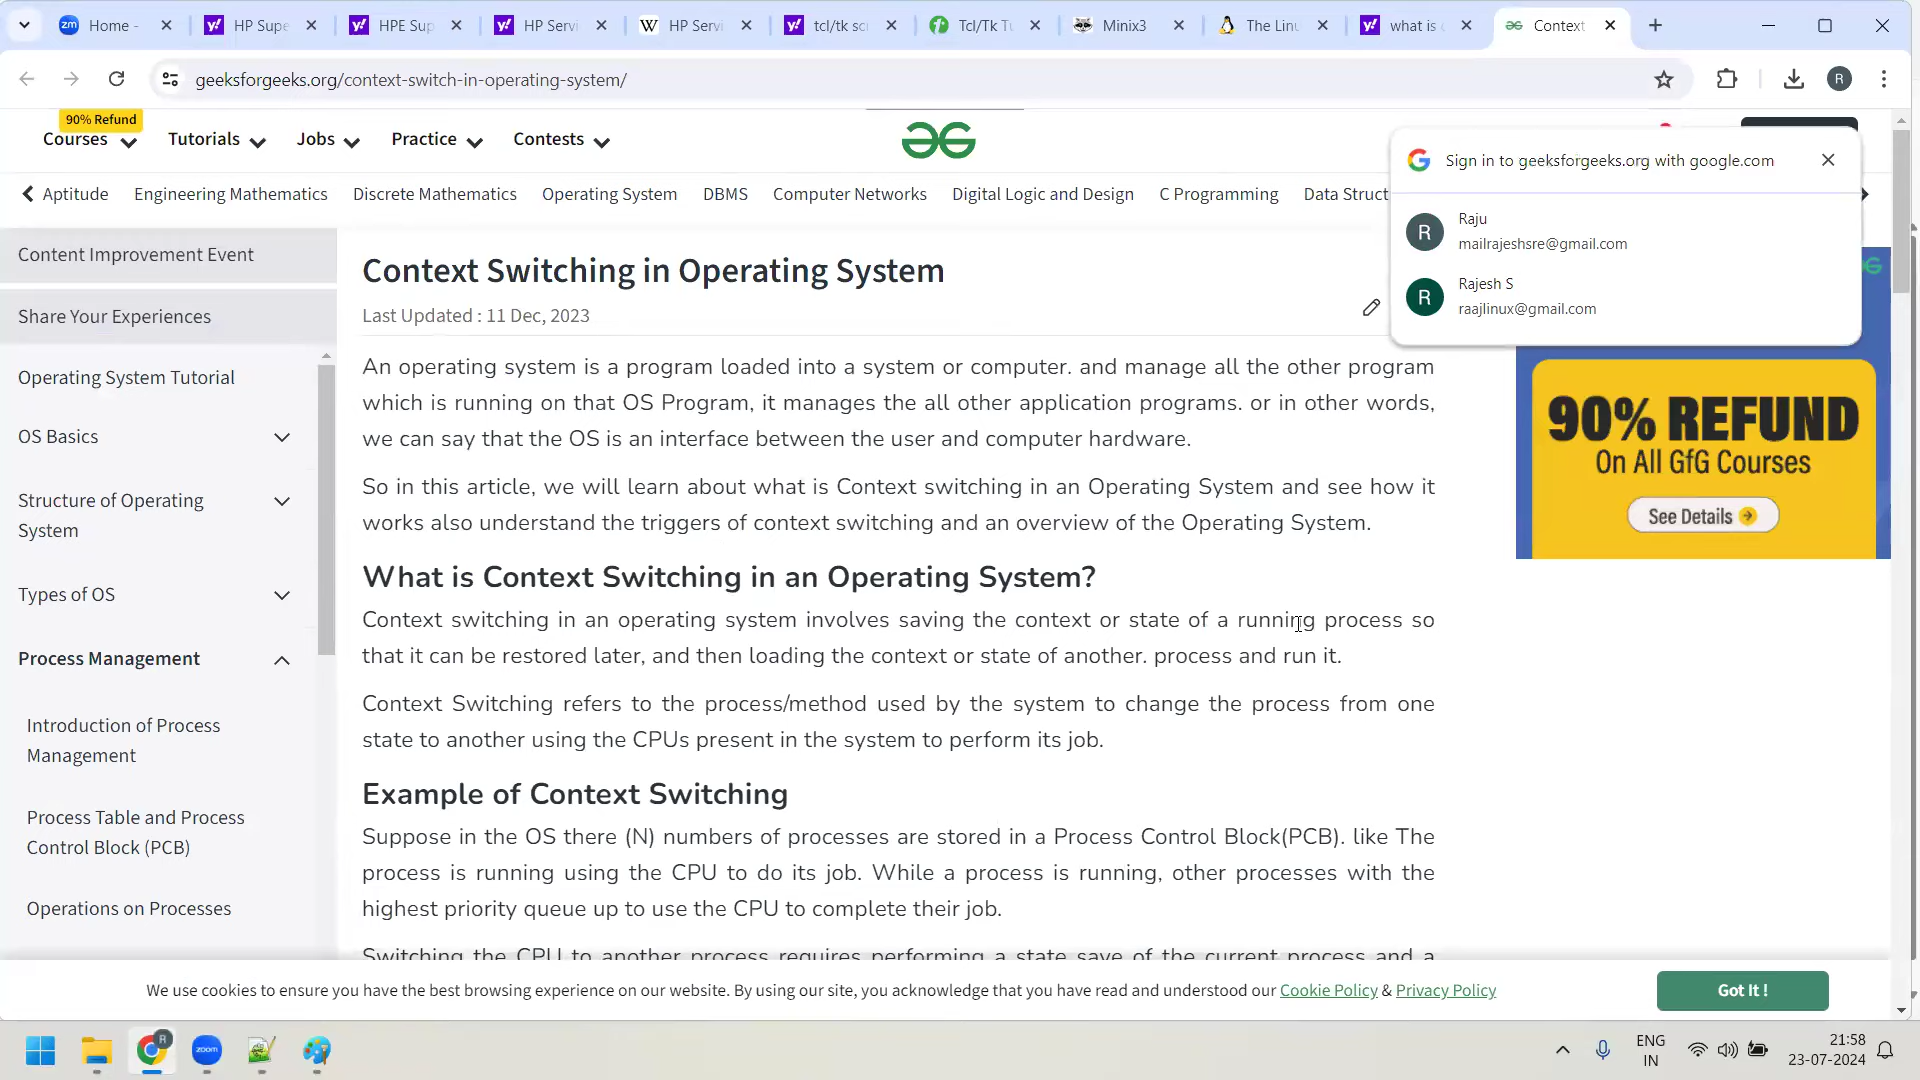 zm Home -
HP Supe
HPE Sup
HP Servi
W HP Servi
tcl/tk sc
Tcl/Tk Tu
Minix3
The Linu
what is
Context
geeksforgeeks.org/context-switch-in-operating-system/
R
90% Refund
Courses
Tutorials
Jobs
Practice
Contests
Sign in to geeksforgeeks.org with google.com
R
Raju
mailrajeshsre@gmail.com
R
Rajesh S
raajlinux@gmail.com
Aptitude
Engineering Mathematics
Discrete Mathematics
Operating System
DBMS
Computer Networks
Digital Logic and Design
C Programming
Data Struct
Content Improvement Event
Share Your Experiences
Operating System Tutorial
OS Basics
Structure of Operating
System
Types of OS
Process Management
Introduction of Process
Management
Process Table and Process
Control Block (PCB)
Operations on Processes
Context Switching in Operating System
Last Updated : 11 Dec, 2023
An operating system is a program loaded into a system or computer. and manage all the other program
which is running on that OS Program, it manages the all other application programs. or in other words,
we can say that the OS is an interface between the user and computer hardware.
So in this article, we will learn about what is Context switching in an Operating System and see how it
works also understand the triggers of context switching and an overview of the Operating System.
What is Context Switching in an Operating System?
Context switching in an operating system involves saving the context or state of a running process so
that it can be restored later, and then loading the context or state of another. process and run it.
Context Switching refers to the process/method used by the system to change the process from one
state to another using the CPUs present in the system to perform its job.
Example of Context Switching
Suppose in the OS there (N) numbers of processes are stored in a Process Control Block(PCB). like The
process is running using the CPU to do its job. While a process is running, other processes with the
highest priority queue up to use the CPU to complete their job.
Switching the CPU to another process requires performing a state save of the current process and a
90% REFUND
On All GfG Courses
See Details
We use cookies to ensure you have the best browsing experience on our website. By using our site, you acknowledge that you have read and understood our Cookie Policy & Privacy Policy
Got It !
R
zoom
ENG
IN
21:58
23-07-2024